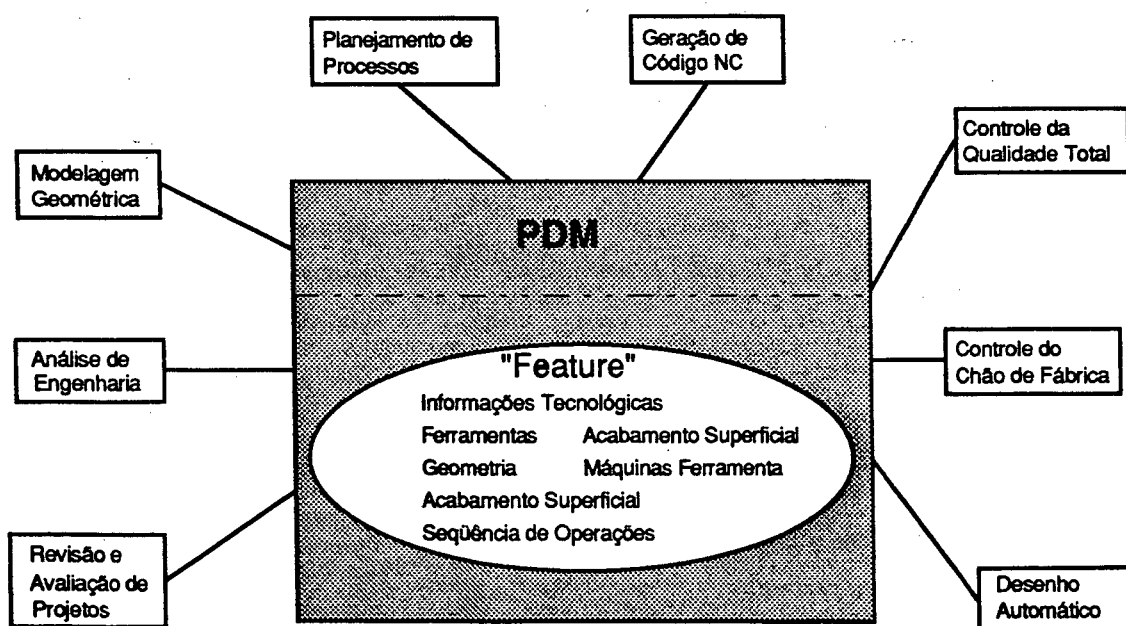 Planejamento de
Processos
Geração de
Código NC
Controle da
Qualidade Total
Modelagem
Geométrica
PDM
Análise de
Engenharia
Controle do
Chão de Fábrica
"Feature"
Informações Tecnológicas
Ferramentas Acabamento Superficial
Geometria Máquinas Ferramenta
Acabamento Superficial
Seqüência de Operações
Revisão e
Avaliação de
Projetos
Desenho
Automático